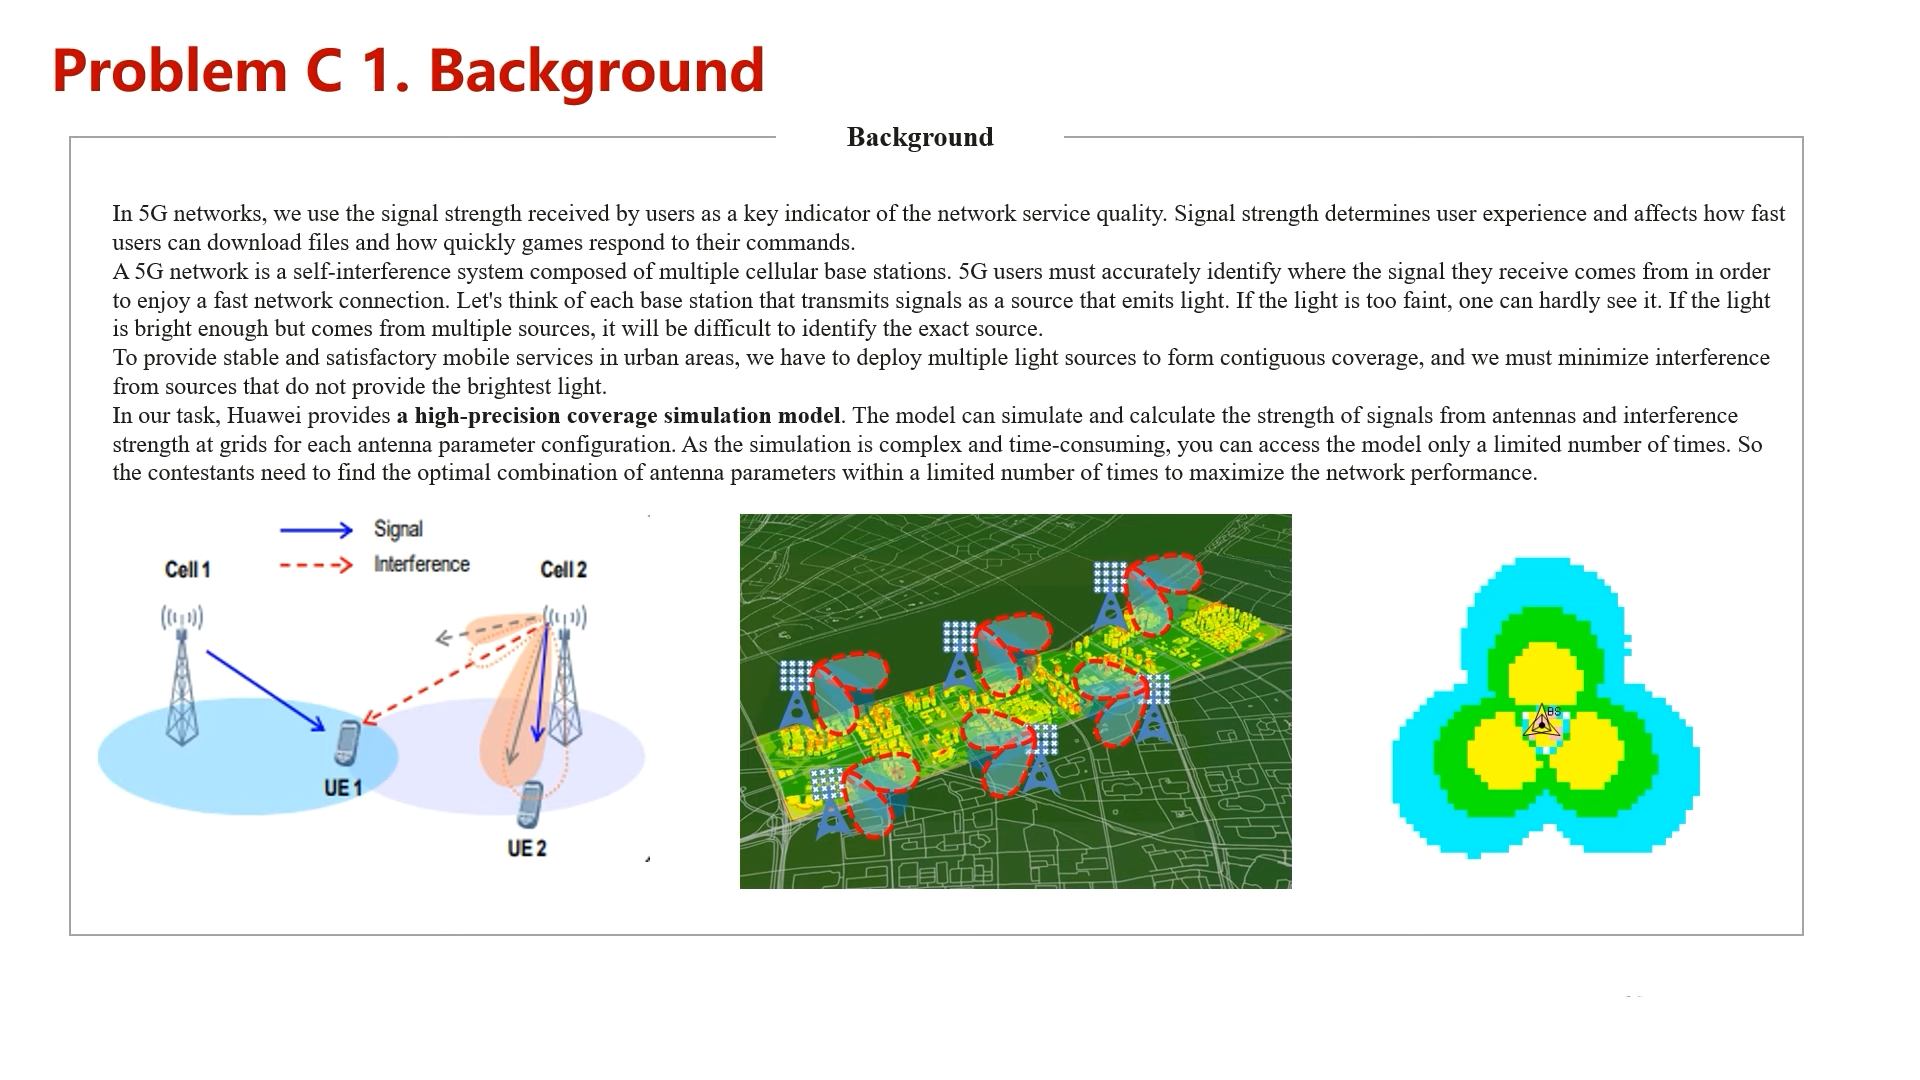 Problem C 1. Background
Background
In 5G networks, we use the signal strength received by users as a key indicator of the network service quality. Signal strength determines user experience and affects how fast
users can download files and how quickly games respond to their commands.
A 5G network is a self-interference system composed of multiple cellular base stations. 5G users must accurately identify where the signal they receive comes from in order
to enjoy a fast network connection. Let's think of each base station that transmits signals as a source that emits light. If the light is too faint, one can hardly see it. If the light
is bright enough but comes from multiple sources, it will be difficult to identify the exact source.
To provide stable and satisfactory mobile services in urban areas, we have to deploy multiple light sources to form contiguous coverage, and we must minimize interference
from sources that do not provide the brightest light.
In our task, Huawei provides a high-precision coverage simulation model. The model can simulate and calculate the strength of signals from antennas and interference
strength at grids for each antenna parameter configuration. As the simulation is complex and time-consuming, you can access the model only a limited number of times. So
the contestants need to find the optimal combination of antenna parameters within a limited number of times to maximize the network performance.
Signal
Interference
Cell 1
Cell 2
UE 1
UE 2
BS